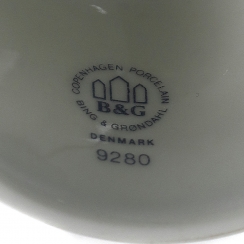 COPENHAGEN PORCELAIN
B&G
BING & GRØNDAHL
DENMARK
9280